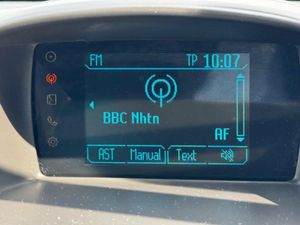 FM TP 10:07
BBC Nhtn
AF
AST Manual Text